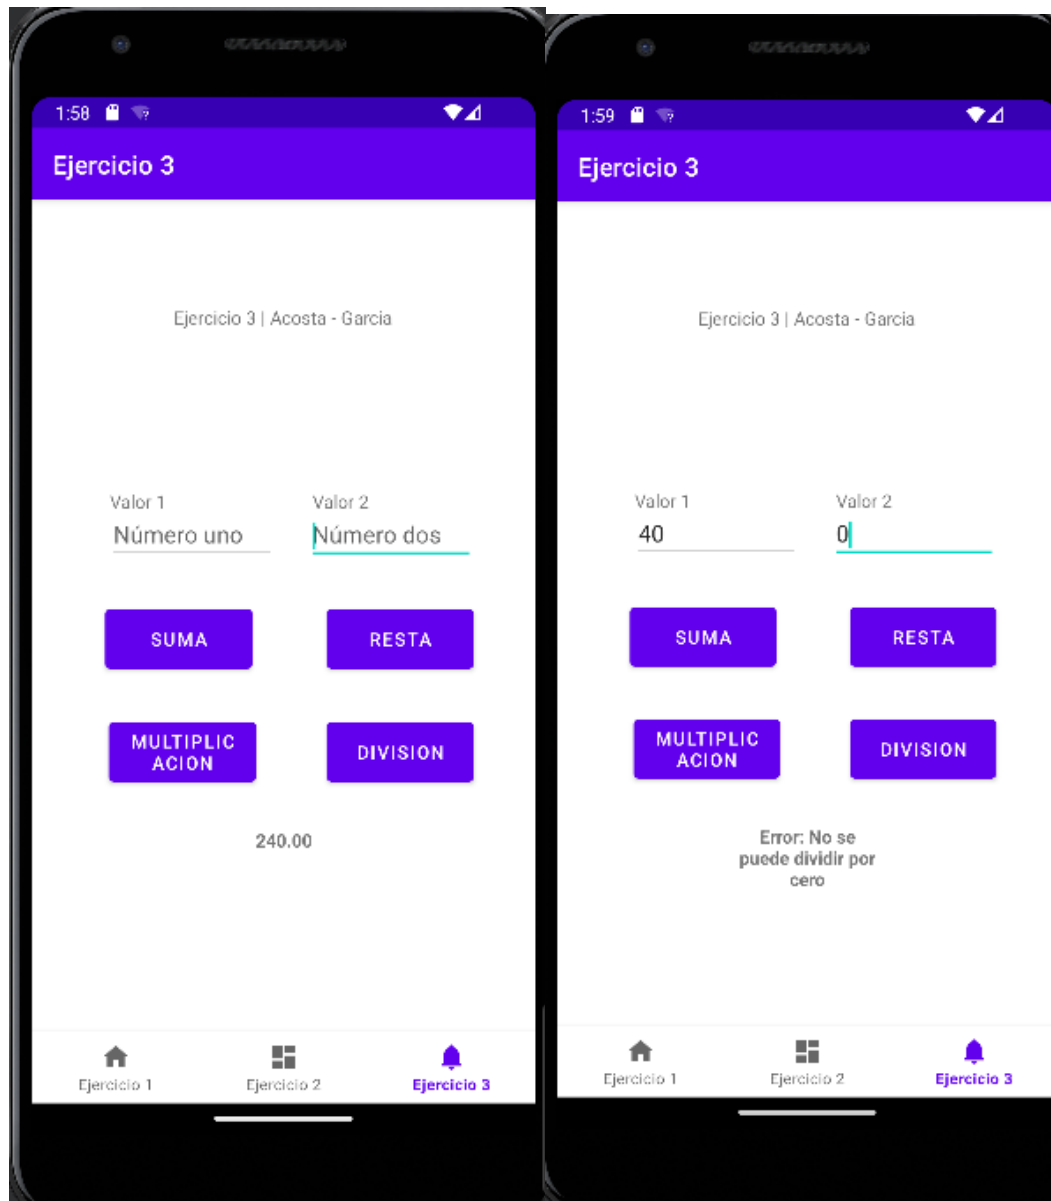 1:58
Ejercicio 3
Ejercicio 3 | Acosta - Garcia
Valor 1
Valor 2
Número uno
Número dos
SUMA
RESTA
MULTIPLIC
ACION
DIVISION
240.00
Ejercicio 1
Ejercicio 2
Ejercicio 3
1:59
Ejercicio 3
Ejercicio 3 | Acosta - Garcia
Valor 1
Valor 2
40
0
SUMA
RESTA
MULTIPLIC
ACION
DIVISION
Error: No se
puede dividir por
cero
Ejercicio 1
Ejercicio 2
Ejercicio 3